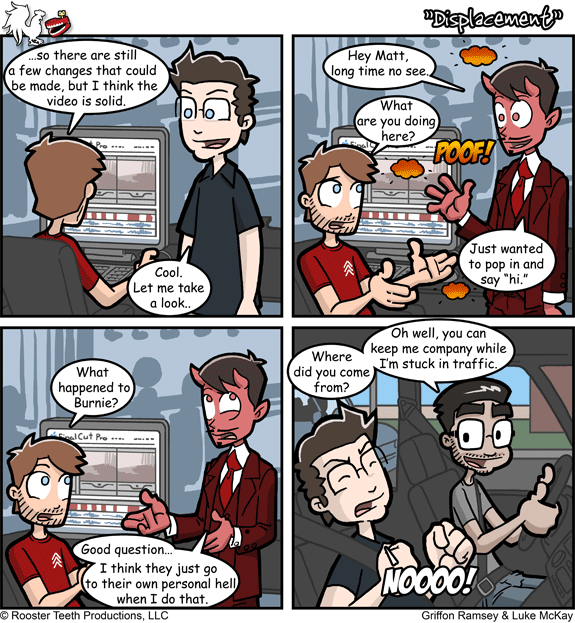 "Displacement"
...so there are still
a few changes that could
be made, but I think the
video is solid.
Cool.
Let me take
a look..
Hey Matt,
long time no see.
What
are you doing
here?
POOF!
Just wanted
to pop in and
say "hi."
What
happened to
Burnie?
Final Cut Pro
Good question...
I think they just go
to their own personal hell
when I do that.
Where
did you come
from?
Oh well, you can
keep me company while
I'm stuck in traffic.
NOOOO!
© Rooster Teeth Productions, LLC
Griffon Ramsey & Luke McKay